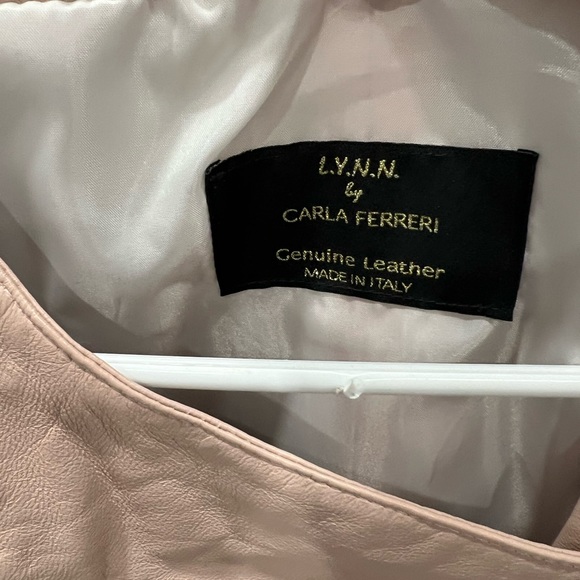 L.Y.N.N.
by
CARLA FERRERI
Genuine Leather
MADE IN ITALY